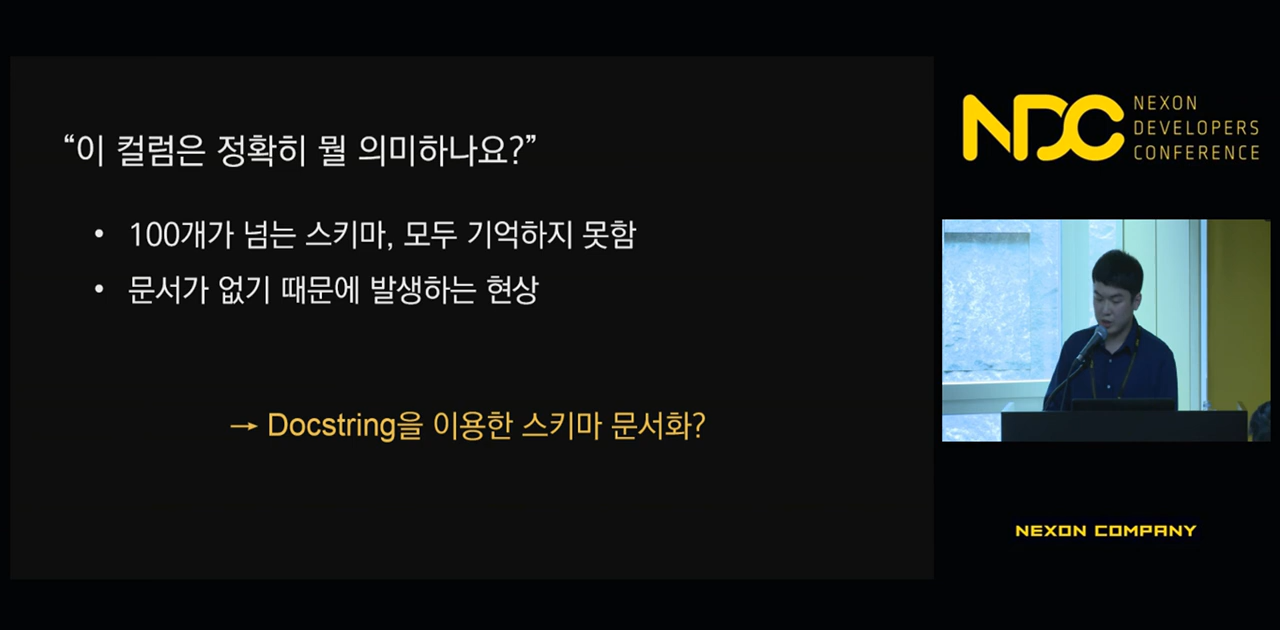 “이 컬럼은 정확히 뭘 의미하나요?”
• 100개가 넘는 스키마, 모두 기억하지 못함
• 문서가 없기 때문에 발생하는 현상
→ Docstring을 이용한 스키마 문서화?
NDC
NEXON
DEVELOPERS
CONFERENCE
NEXON COMPANY